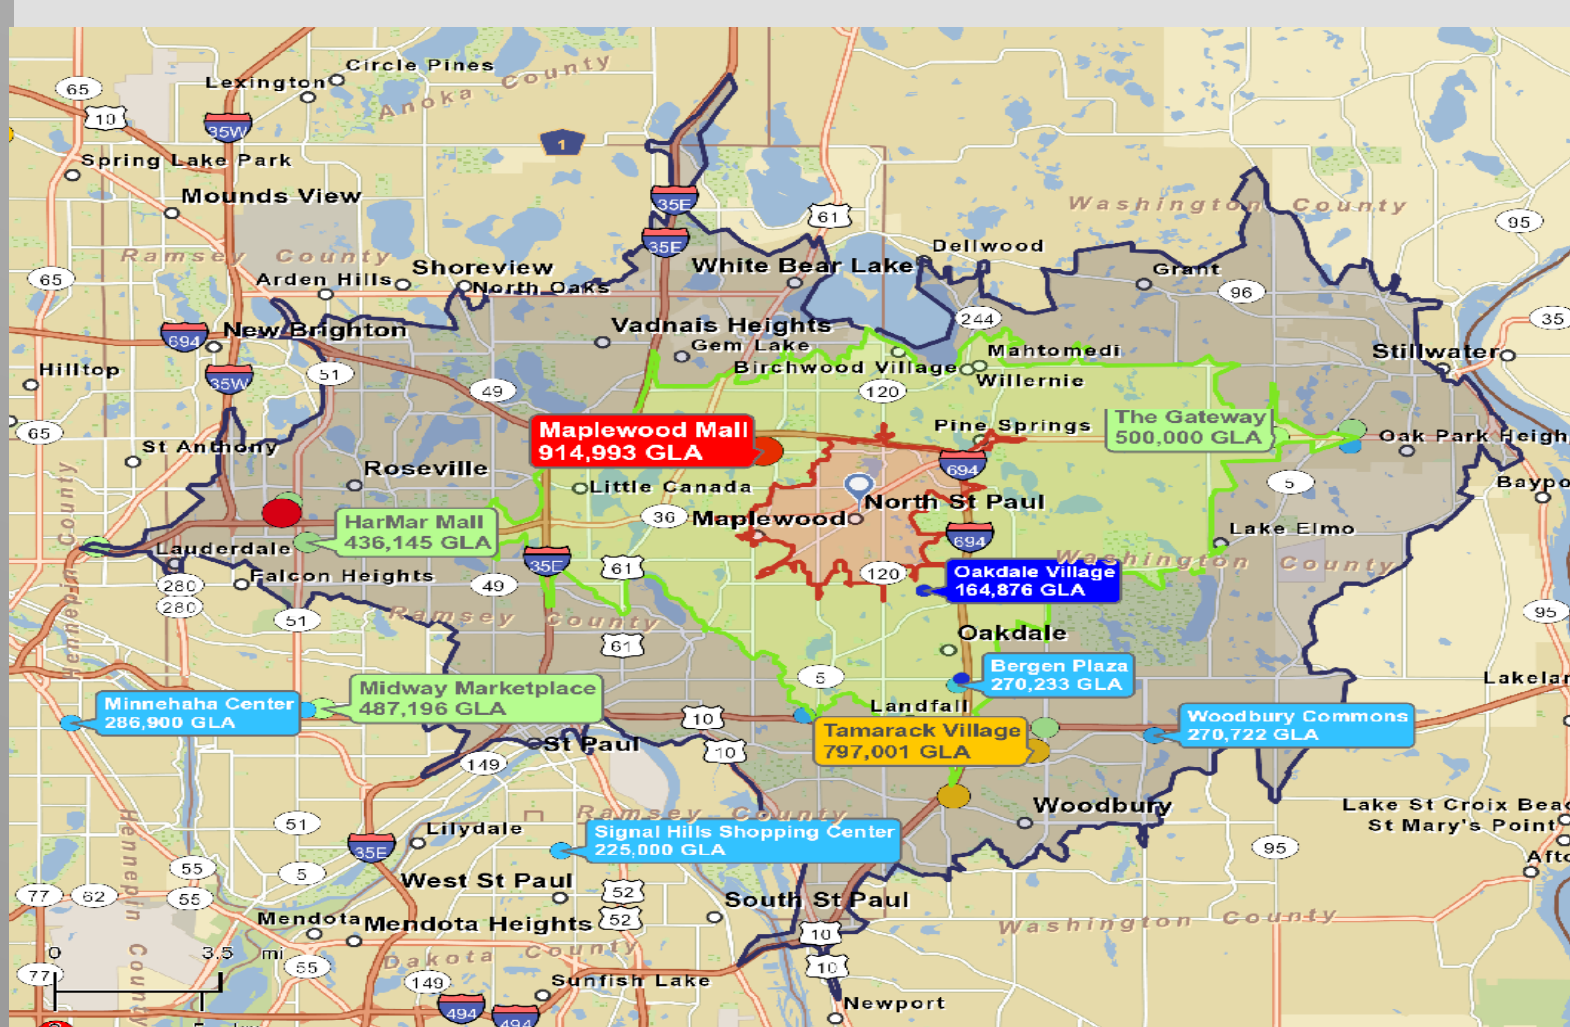 Circle Pines
Lexington
Anoka County
65
10
35W
1
Spring Lake Park
Mounds View
35E
61
Washington County
95
Ramsey County
35E
Dellwood
65
Arden Hills
Shoreview
North Oaks
White Bear Lake
Grant
96
694
New Brighton
Vadnais Heights
244
35
Gem Lake
Mahtomedi
Stillwater
Hilltop
35W
51
49
Birchwood Village
Willernie
120
65
St Anthony
Maplewood Mall
914,993 GLA
Pine Springs
The Gateway
500,000 GLA
Oak Park Heigh
Roseville
694
Little Canada
North St Paul
5
Baypo
HarMar Mall
436,145 GLA
36
Maplewood
Lake Elmo
Hennepin County
Lauderdale
35E
61
694
Washington County
280
Falcon Heights
49
120
Oakdale Village
164,876 GLA
280
51
Ramsey County
95
61
Oakdale
5
Bergen Plaza
270,233 GLA
Lakelan
Minnehaha Center
286,900 GLA
Midway Marketplace
487,196 GLA
Landfall
10
Tamarack Village
797,001 GLA
Woodbury Commons
270,722 GLA
St Paul
10
149
Hennepin County
51
Ramsey County
Woodbury
Lake St Croix Beac
St Mary's Point
Lilydale
Signal Hills Shopping Center
225,000 GLA
35E
95
Afto
55
5
77
62
55
West St Paul
52
South St Paul
Mendota
Mendota Heights
52
Washington County
10
0
3.5 mi
Dakota County
77
55
149
Sunfish Lake
10
494
494
Newport
km